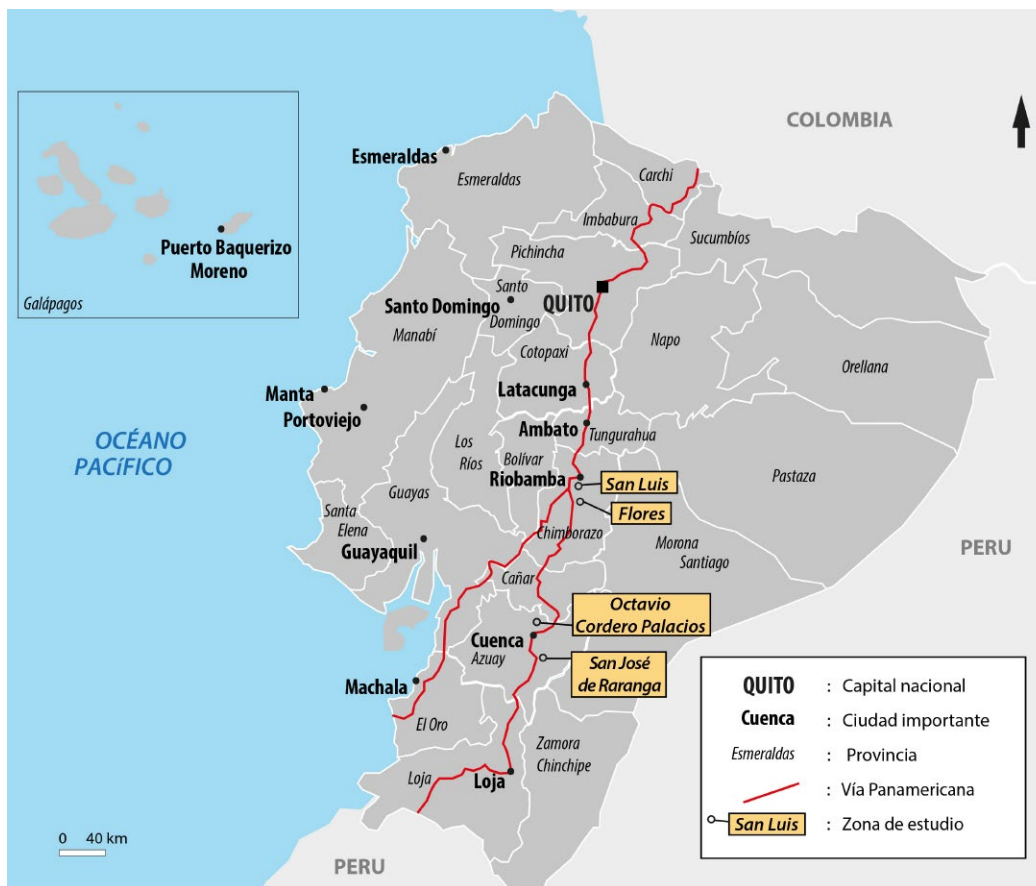 COLOMBIA
Esmeraldas
Esmeraldas
Carchi
Imbabura
Sucumbíos
Puerto Baquerizo
Moreno
Galápagos
Pichincha
Santo
Domingo
Santo Domingo
QUITO
Manabí
Cotopaxi
Napo
Orellana
Latacunga
Manta
Portoviejo
Ambato
Tungurahua
OCÉANO
PACíFICO
Los
Ríos
Bolívar
Riobamba
San Luis
Pastaza
Guayas
Flores
Santa
Elena
Chimborazo
Guayaquil
Morona
Santiago
PERU
Cañar
Octavio
Cordero Palacios
Cuenca
Azuay
San José
de Raranga
Machala
El Oro
Zamora
Chinchipe
Loja
Loja
0 40 km
PERU
QUITO : Capital nacional
Cuenca : Ciudad importante
Esmeraldas : Provincia
: Vía Panamericana
San Luis : Zona de estudio